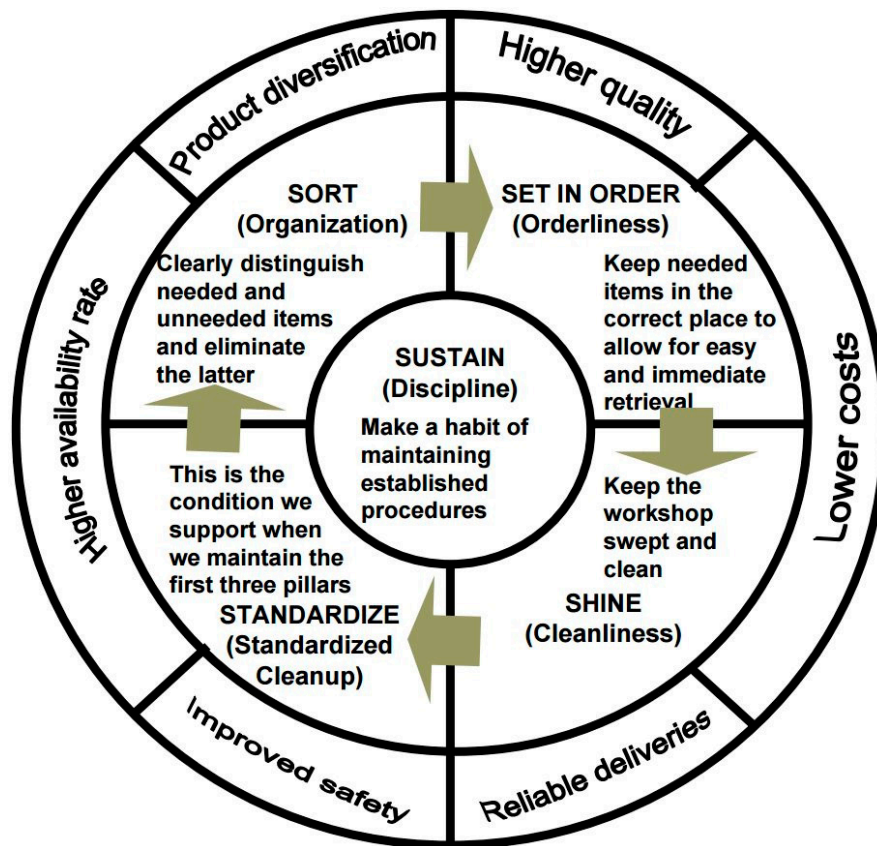 Product diversification
Higher quality
Lower costs
Reliable deliveries
Improved safety
Higher availability rate
SORT
(Organization)
Clearly distinguish
needed and
unneeded items
and eliminate
the latter
SET IN ORDER
(Orderliness)
Keep needed
items in the
correct place to
allow for easy
and immediate
retrieval
SUSTAIN
(Discipline)
Make a habit of
maintaining
established
procedures
Keep the
workshop
swept and
clean
SHINE
(Cleanliness)
This is the
condition we
support when
we maintain the
first three pillars
STANDARDIZE
(Standardized
Cleanup)